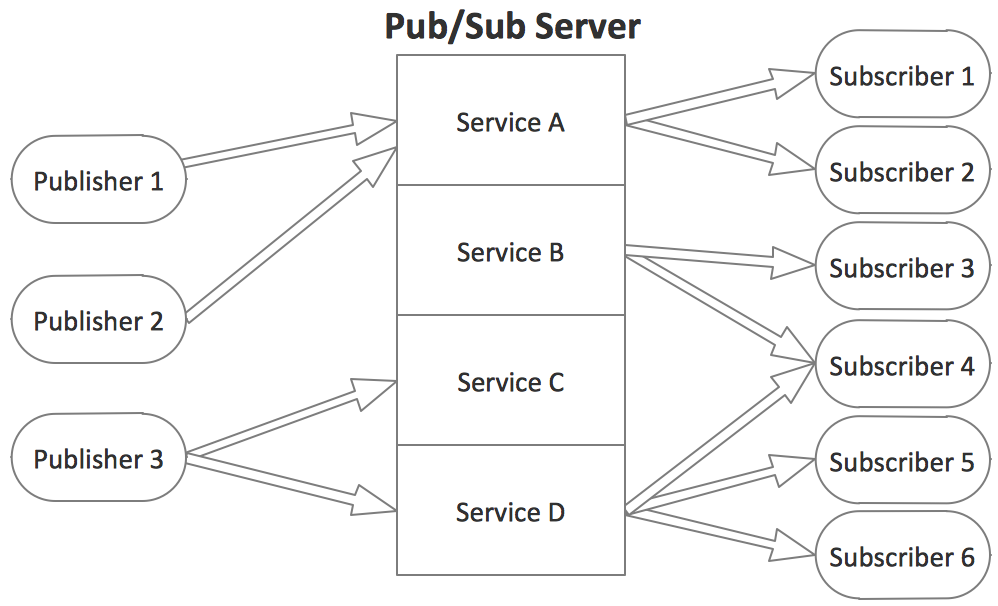 Pub/Sub Server
Publisher 1
Publisher 2
Publisher 3
Service A
Service B
Service C
Service D
Subscriber 1
Subscriber 2
Subscriber 3
Subscriber 4
Subscriber 5
Subscriber 6